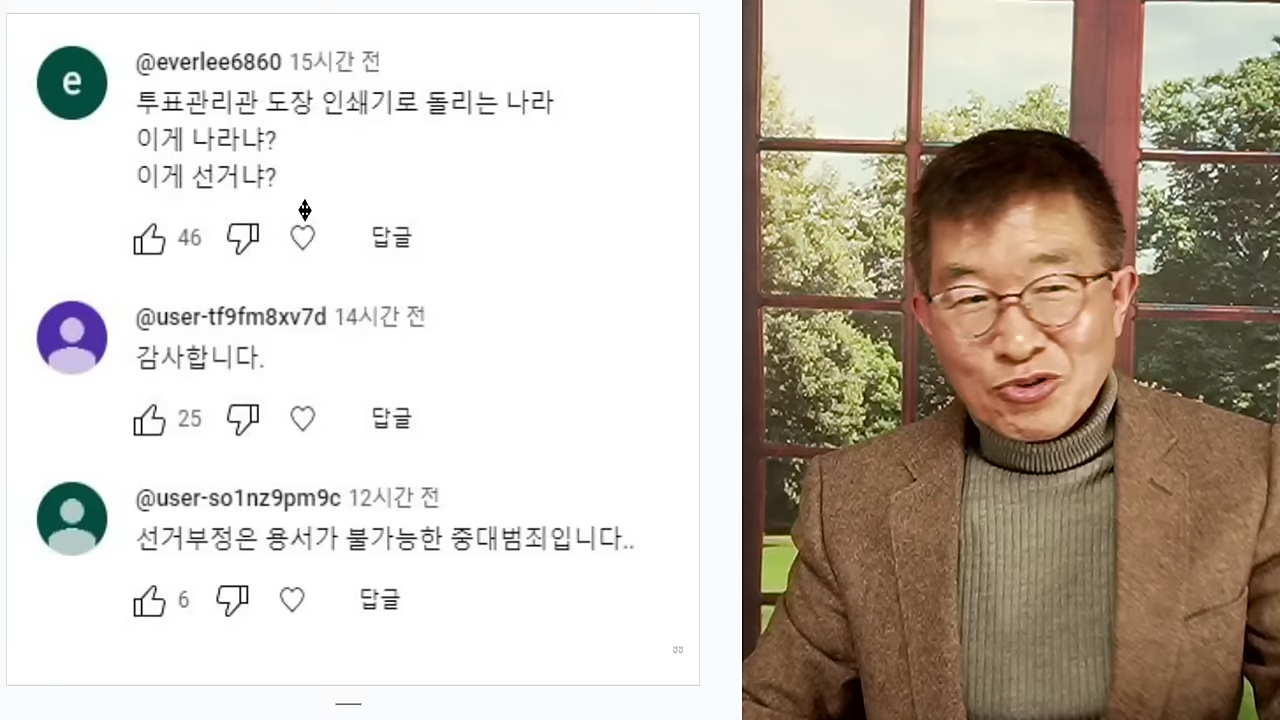 @everlee6860 15시간 전
투표관리관 도장 인쇄기로 돌리는 나라
이게 나라냐?
이게 선거냐?
46 답글
@user-tf9fm8xv7d 14시간 전
감사합니다.
25 답글
@user-so1nz9pm9c 12시간 전
선거부정은 용서가 불가능한 중대범죄입니다..
6 답글